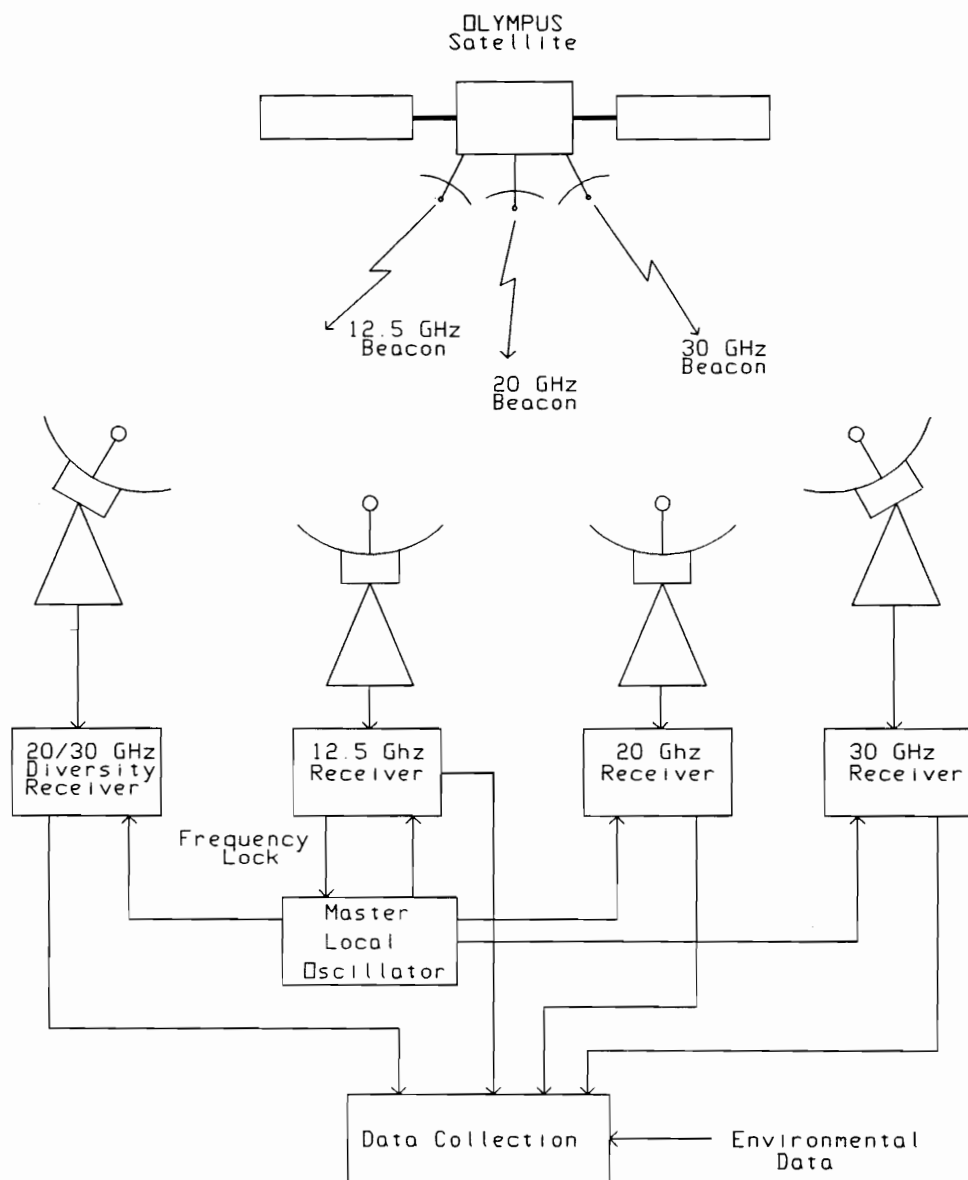 OLYMPUS
Satellite
12.5 GHz
Beacon
20 GHz
Beacon
30 GHz
Beacon
20/30 GHz
Diversity
Receiver
12.5 Ghz
Receiver
20 Ghz
Receiver
30 GHz
Receiver
Frequency
Lock
Master
Local
Oscillator
Data Collection
Environmental
Data